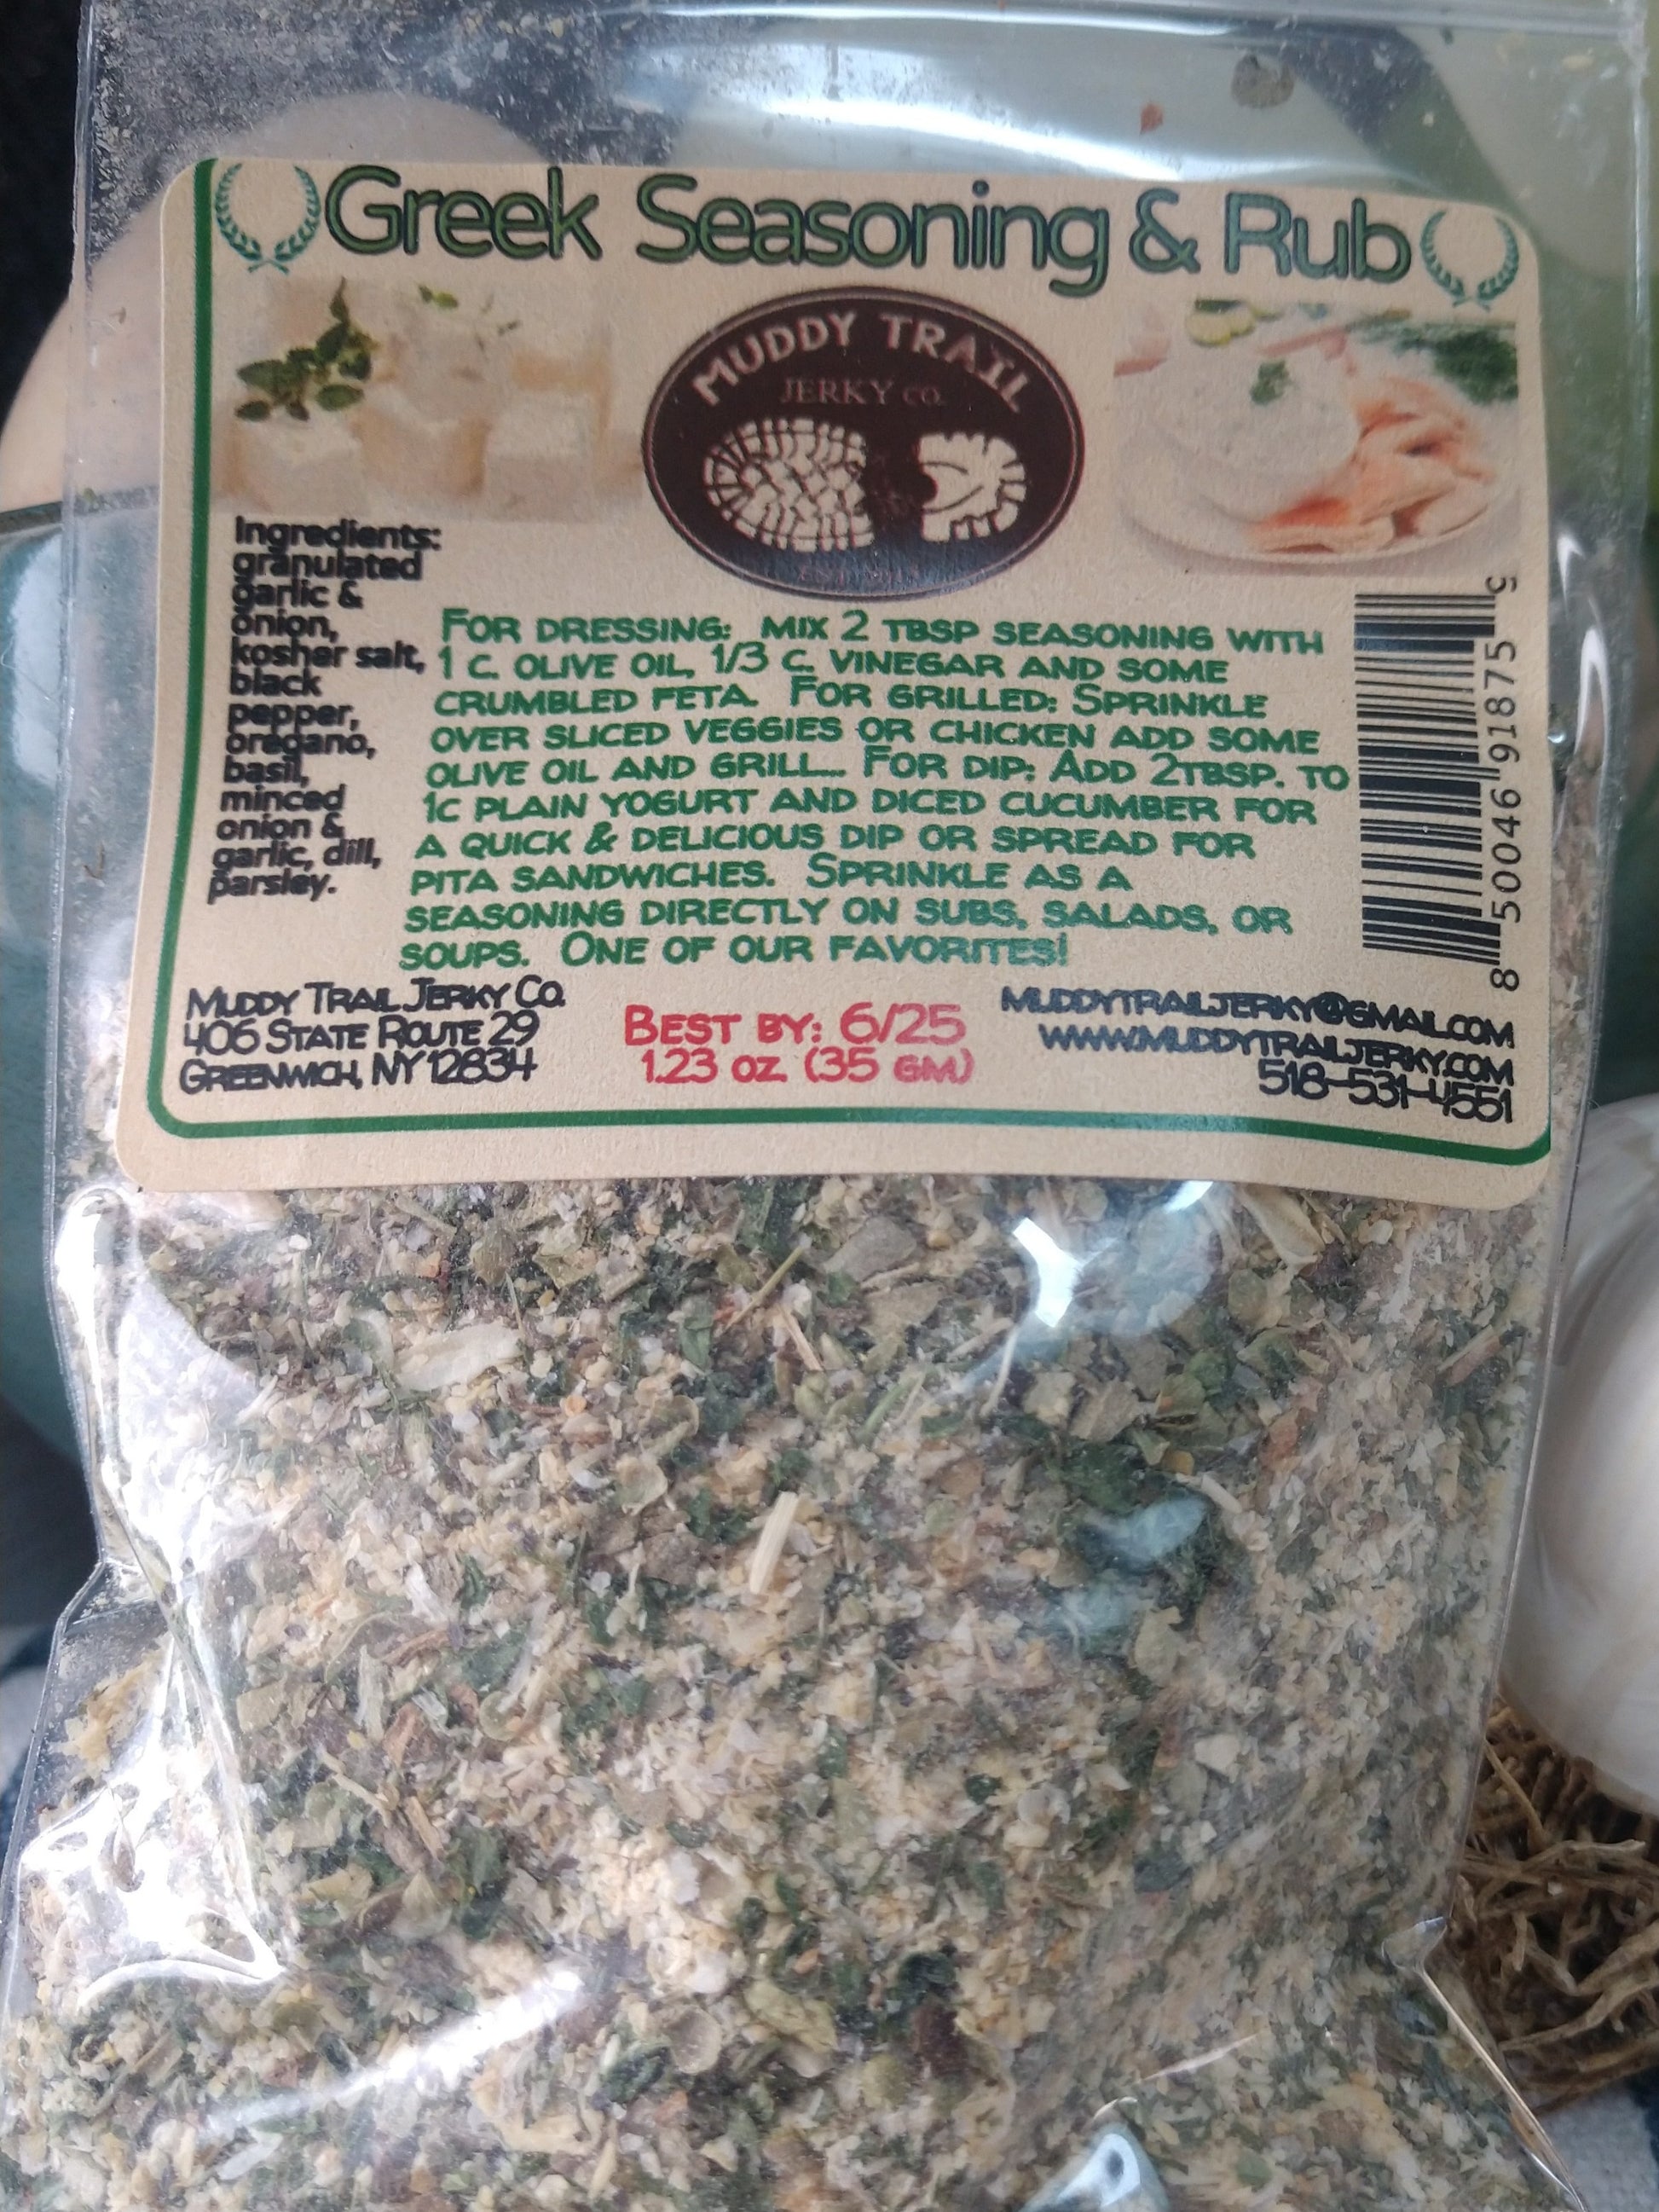 Greek Seasoning & Rub
MUDDY TRAIL
JERKY CO.
Ingredients:
granulated
garlic &
onion,
kosher salt,
black
pepper,
oregano,
basil,
minced
onion &
garlic, dill,
parsley.
FOR DRESSING: MIX 2 TBSP SEASONING WITH
1 C. OLIVE OIL, 1/3 C. VINEGAR AND SOME
CRUMBLED FETA. FOR GRILLED: SPRINKLE
OVER SLICED VEGGIES OR CHICKEN ADD SOME
OLIVE OIL AND GRILL... FOR DIP: ADD 2TBSP. TO
1C PLAIN YOGURT AND DICED CUCUMBER FOR
A QUICK & DELICIOUS DIP OR SPREAD FOR
PITA SANDWICHES. SPRINKLE AS A
SEASONING DIRECTLY ON SUBS, SALADS, OR
SOUPS. ONE OF OUR FAVORITES!
8 50046 91875 9
MUDDY TRAIL JERKY CO.
406 STATE ROUTE 29
GREENWICH, NY 12834
BEST BY: 6/25
1.23 OZ (35 GM)
MUDDYTRAILJERKY@GMAIL.COM
WWW.MUDDYTRAILJERKY.COM
518-531-4551